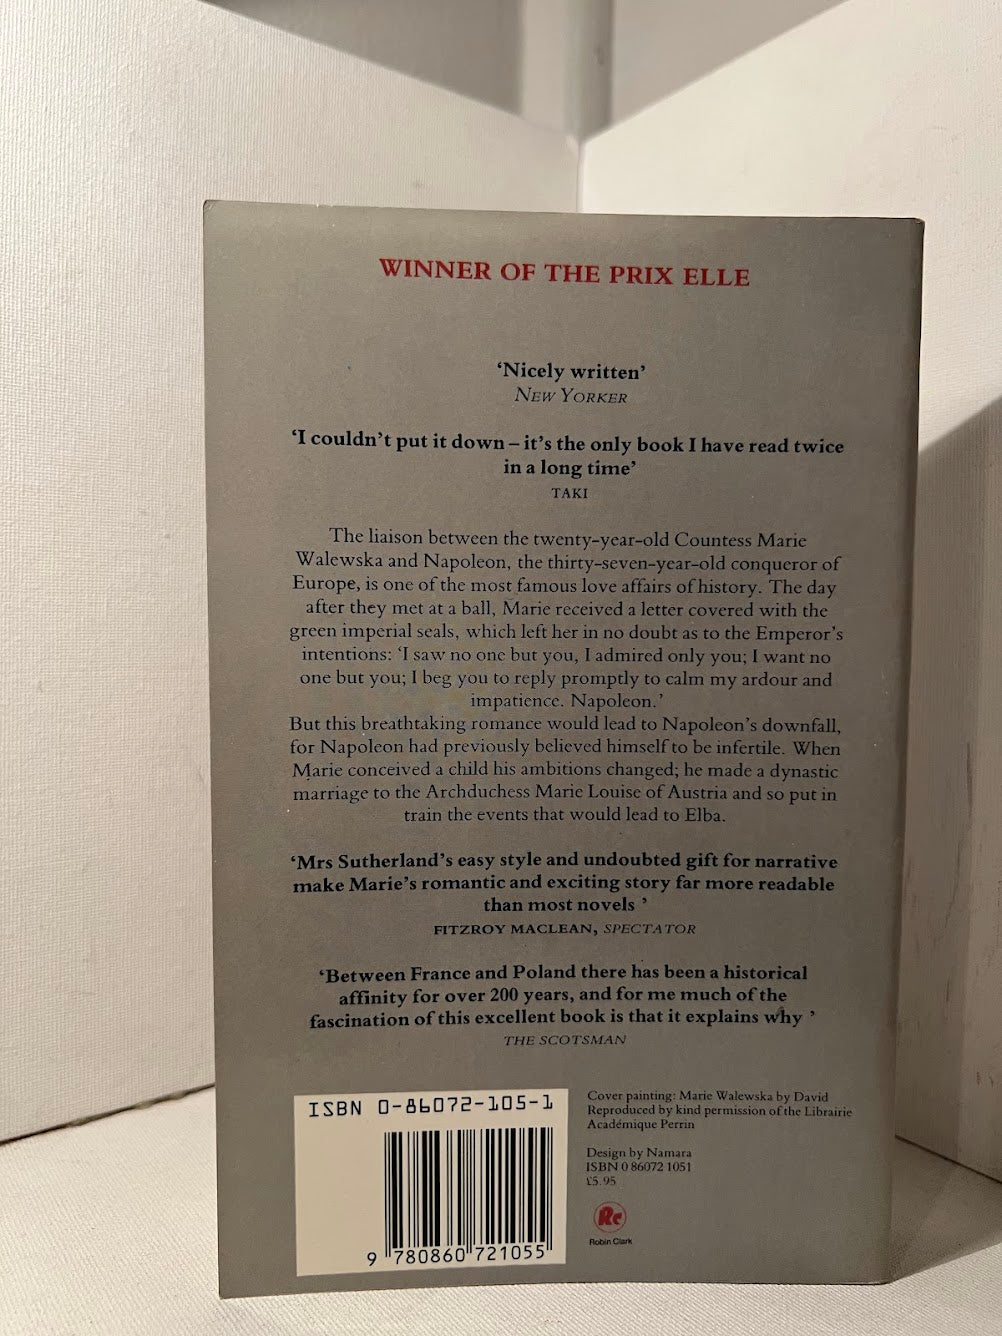 WINNER OF THE PRIX ELLE
‘Nicely written’
NEW YORKER
‘I couldn’t put it down – it’s the only book I have read twice
in a long time’
TAKI
The liaison between the twenty-year-old Countess Marie
Walewska and Napoleon, the thirty-seven-year-old conqueror of
Europe, is one of the most famous love affairs of history. The day
after they met at a ball, Marie received a letter covered with the
green imperial seals, which left her in no doubt as to the Emperor’s
intentions: ‘I saw no one but you, I admired only you; I want no
one but you; I beg you to reply promptly to calm my ardour and
impatience. Napoleon.’
But this breathtaking romance would lead to Napoleon’s downfall,
for Napoleon had previously believed himself to be infertile. When
Marie conceived a child his ambitions changed; he made a dynastic
marriage to the Archduchess Marie Louise of Austria and so put in
train the events that would lead to Elba.
‘Mrs Sutherland’s easy style and undoubted gift for narrative
make Marie’s romantic and exciting story far more readable
than most novels ’
FITZROY MACLEAN, SPECTATOR
‘Between France and Poland there has been a historical
affinity for over 200 years, and for me much of the
fascination of this excellent book is that it explains why ’
THE SCOTSMAN
ISBN 0-86072-105-1
9 780860 721055
Cover painting: Marie Walewska by David
Reproduced by kind permission of the Librairie
Académique Perrin
Design by Namara
ISBN 0 86072 1051
£5.95
Rc
Robin Clark